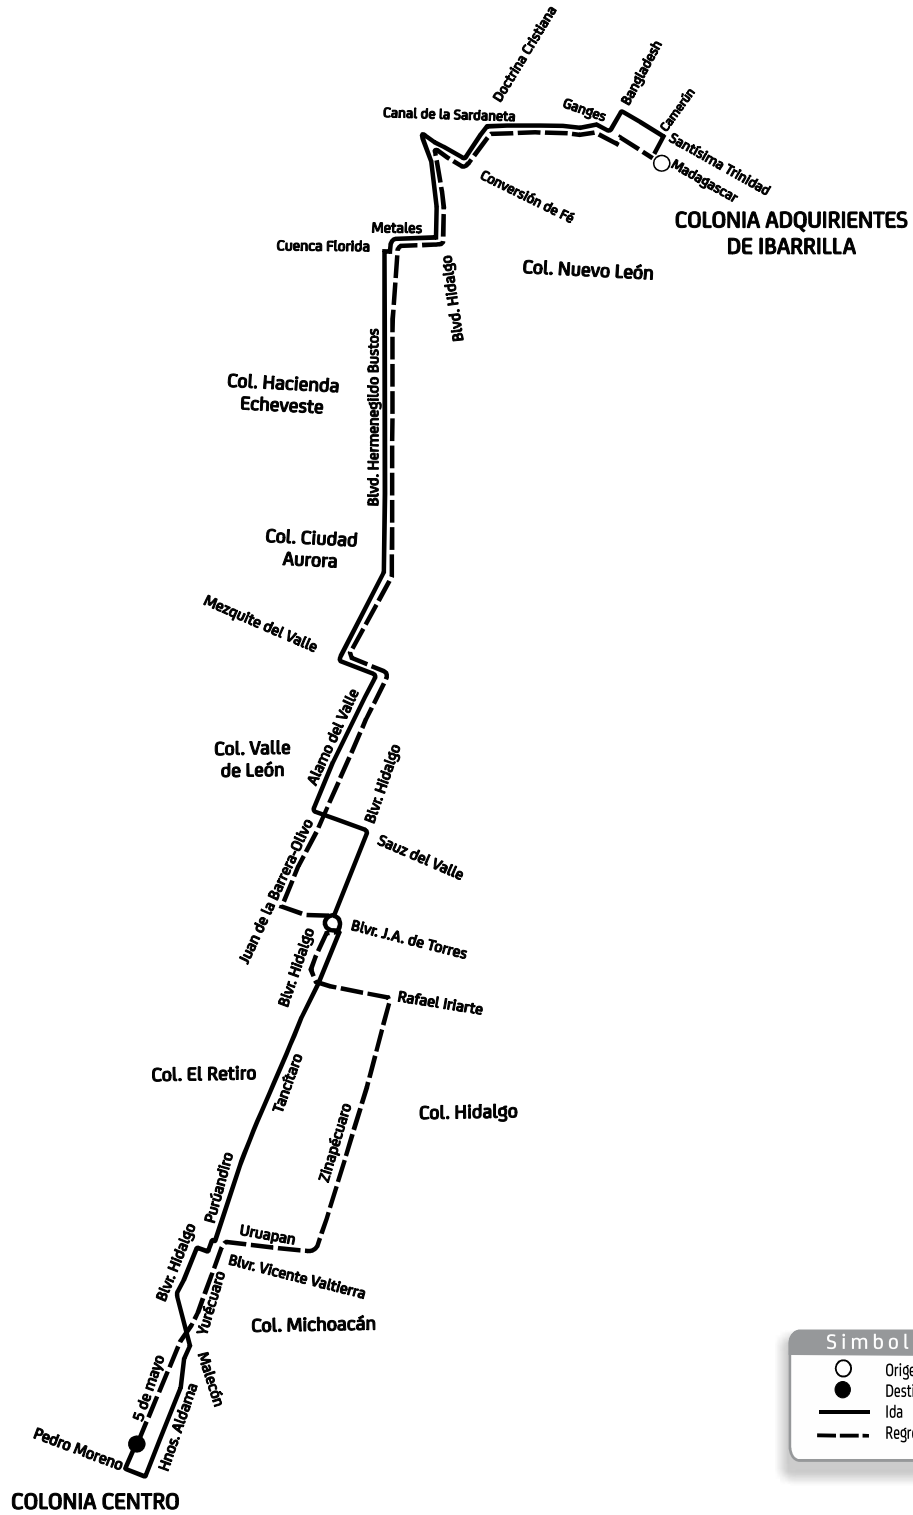 Doctrina Cristiana
Bangladesh
Camerún
Ganges
Canal de la Sardaneta
Santísima Trinidad
Madagascar
Conversión de Fé
COLONIA ADQUIRIENTES
DE IBARRILLA
Metales
Cuenca Florida
Blvd. Hidalgo
Col. Nuevo León
Blvd. Hermenegildo Bustos
Col. Hacienda
Echeveste
Col. Ciudad
Aurora
Mezquite del Valle
Alamo del Valle
Col. Valle
de León
Blvr. Hidalgo
Sauz del Valle
Juan de la Barrera-Olivo
Blvr. J.A. de Torres
Blvr. Hidalgo
Rafael Iriarte
Col. El Retiro
Tancítaro
Col. Hidalgo
Zinapécuaro
Purúandiro
Blvr. Hidalgo
Uruapan
Blvr. Vicente Valtierra
Yurécuaro
Col. Michoacán
Malecón
5 de mayo
Hnos. Aldama
Pedro Moreno
COLONIA CENTRO
Simbol
Orige
Desti
Ida
Regre